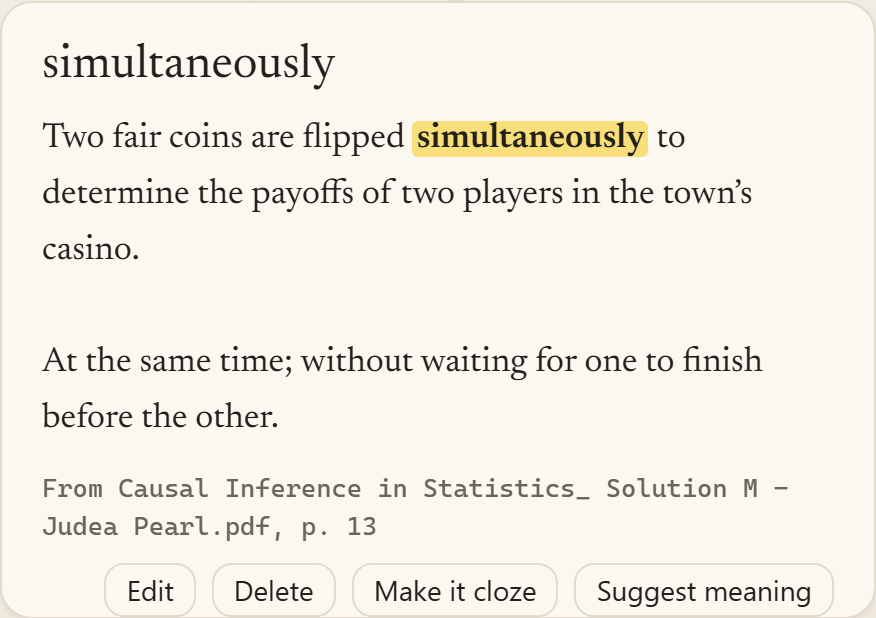 simultaneously
Two fair coins are flipped simultaneously to
determine the payoffs of two players in the town’s
casino.
At the same time; without waiting for one to finish
before the other.
From Causal Inference in Statistics_ Solution M –
Judea Pearl.pdf, p. 13
Edit Delete Make it cloze Suggest meaning